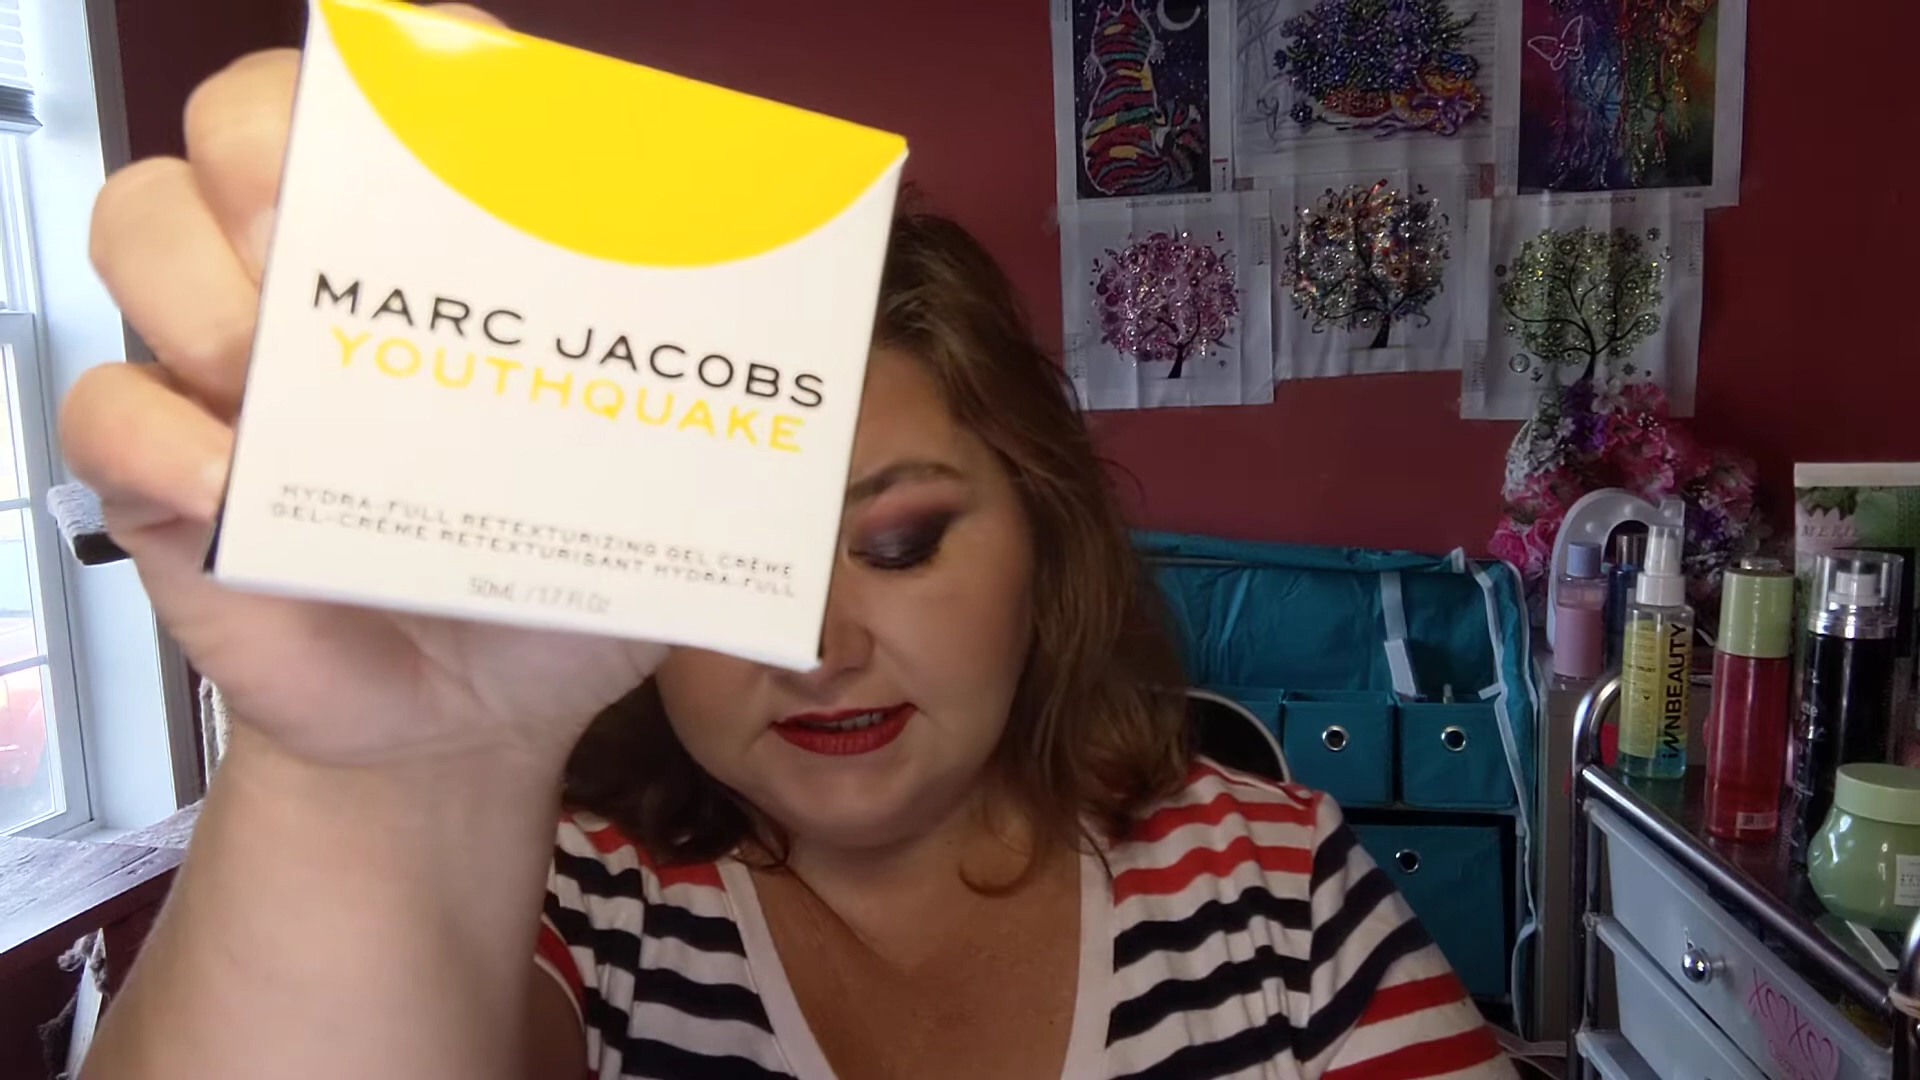 MARC JACOBS
YOUTHQUAKE
HYDRA-FULL RETEXTURIZING GEL CRÈME
GEL-CRÈME RETEXTURISANT HYDRA-FULL
50ML / 1.7 FL OZ
iNNBEAUTY
XOXO